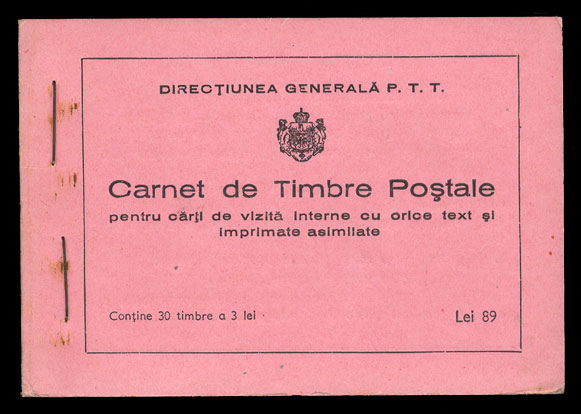 DIRECŢIUNEA GENERALĂ P. T. T.
Carnet de Timbre Poştale
pentru cărţi de vizită interne cu orice text şi
imprimate asimilate
Conţine 30 timbre a 3 lei
Lei 89